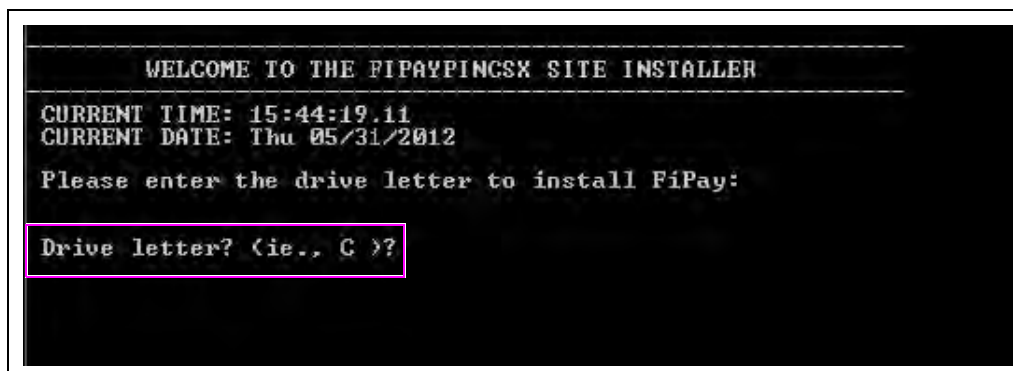 WELCOME TO THE FIPAYPINCSX SITE INSTALLER
CURRENT TIME: 15:44:19.11
CURRENT DATE: Thu 05/31/2012
Please enter the drive letter to install FiPay:
Drive letter? (ie., C )?